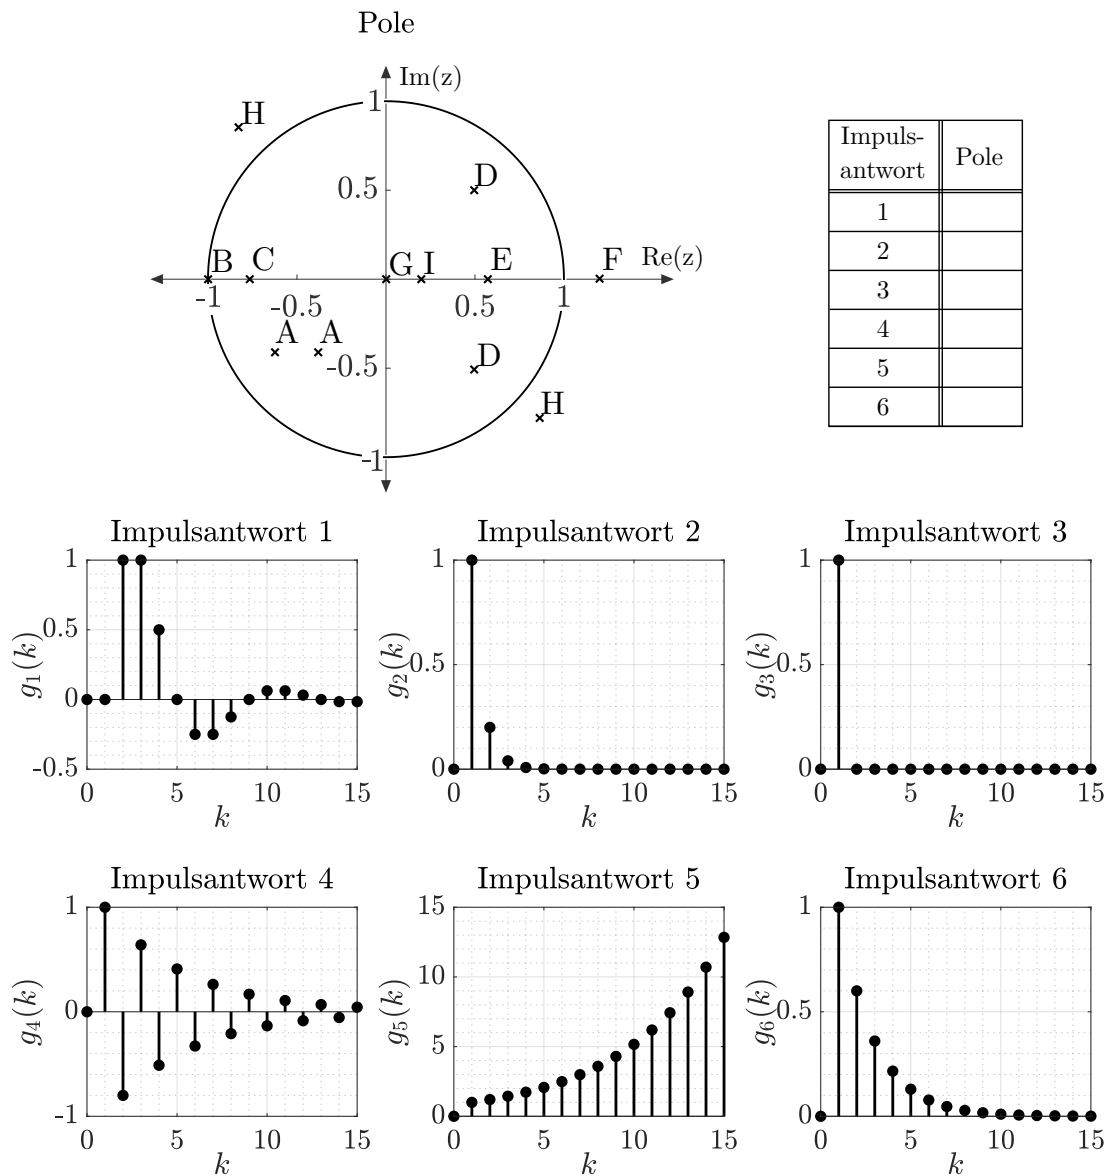 Pole
Im(z)
H
1
0.5
D
B
C
G
I
E
F
Re(z)
-1
-0.5
0.5
1
A
A
-0.5
D
H
-1
Impuls-
antwort
Pole
1
2
3
4
5
6
Impulsantwort 1
1
0.5
0
-0.5
0
5
10
15
g₁(k)
k
Impulsantwort 2
1
0.5
0
0
5
10
15
g₂(k)
k
Impulsantwort 3
1
0.5
0
0
5
10
15
g₃(k)
k
Impulsantwort 4
1
0
-1
0
5
10
15
g₄(k)
k
Impulsantwort 5
15
10
5
0
0
5
10
15
g₅(k)
k
Impulsantwort 6
1
0.5
0
0
5
10
15
g₆(k)
k